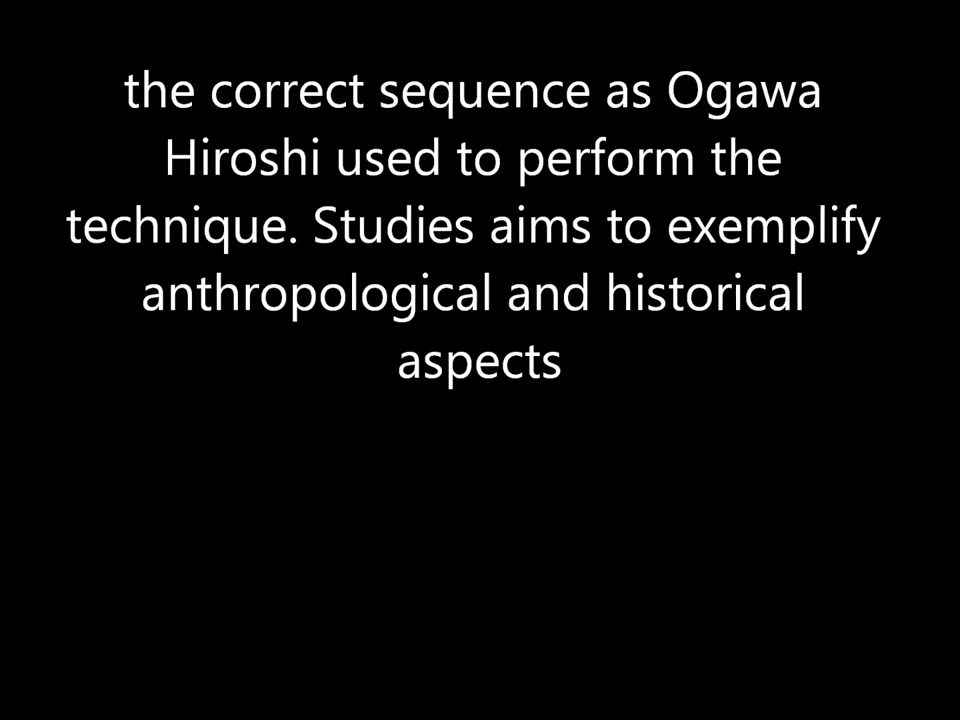 the correct sequence as Ogawa
Hiroshi used to perform the
technique. Studies aims to exemplify
anthropological and historical
aspects